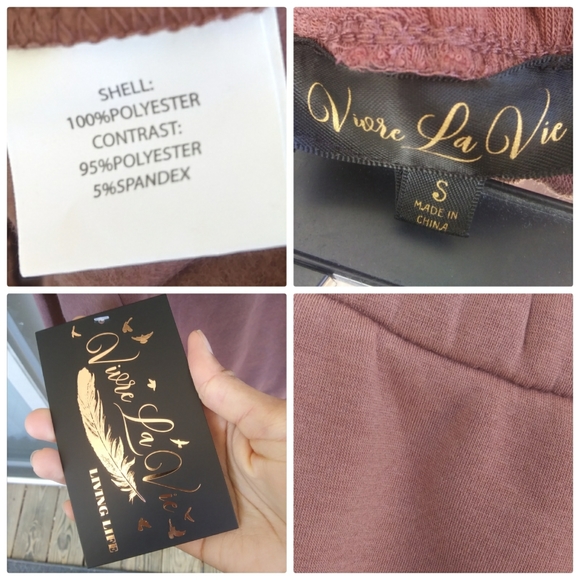 SHELL:
100%POLYESTER
CONTRAST:
95%POLYESTER
5%SPANDEX
Vivre La Vie
S
MADE IN
CHINA
Vivre La Vie
LIVING LIFE